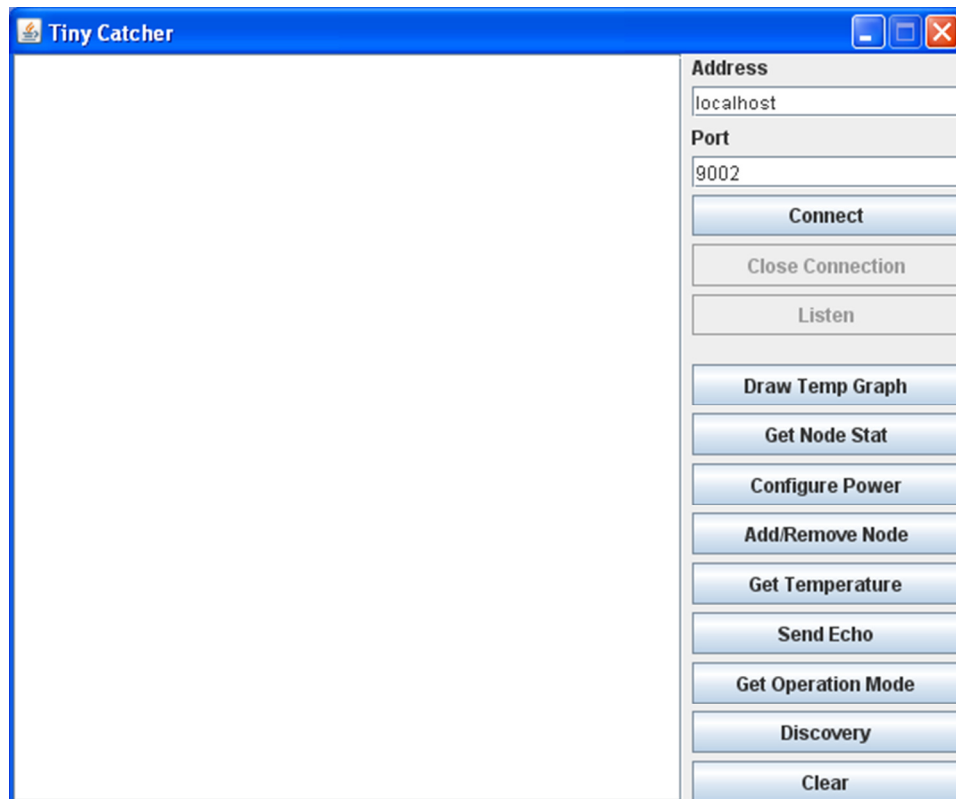 Tiny Catcher
Address
localhost
Port
9002
Connect
Close Connection
Listen
Draw Temp Graph
Get Node Stat
Configure Power
Add/Remove Node
Get Temperature
Send Echo
Get Operation Mode
Discovery
Clear